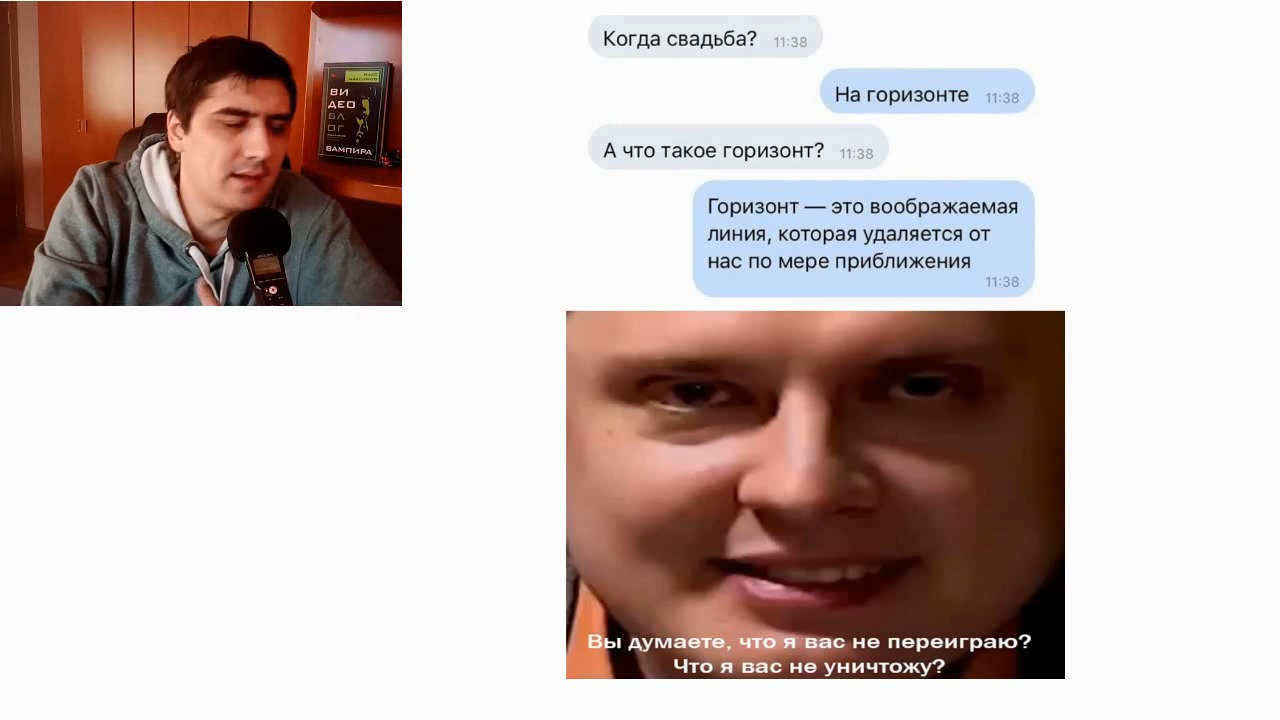 МАКС
МАКСИМОВ
ВИ
ДЕО
БЛ
ОГ
ВАМПИРА
Когда свадьба? 11:38
На горизонте 11:38
А что такое горизонт? 11:38
Горизонт — это воображаемая
линия, которая удаляется от
нас по мере приближения
11:38
Вы думаете, что я вас не переиграю?
Что я вас не уничтожу?